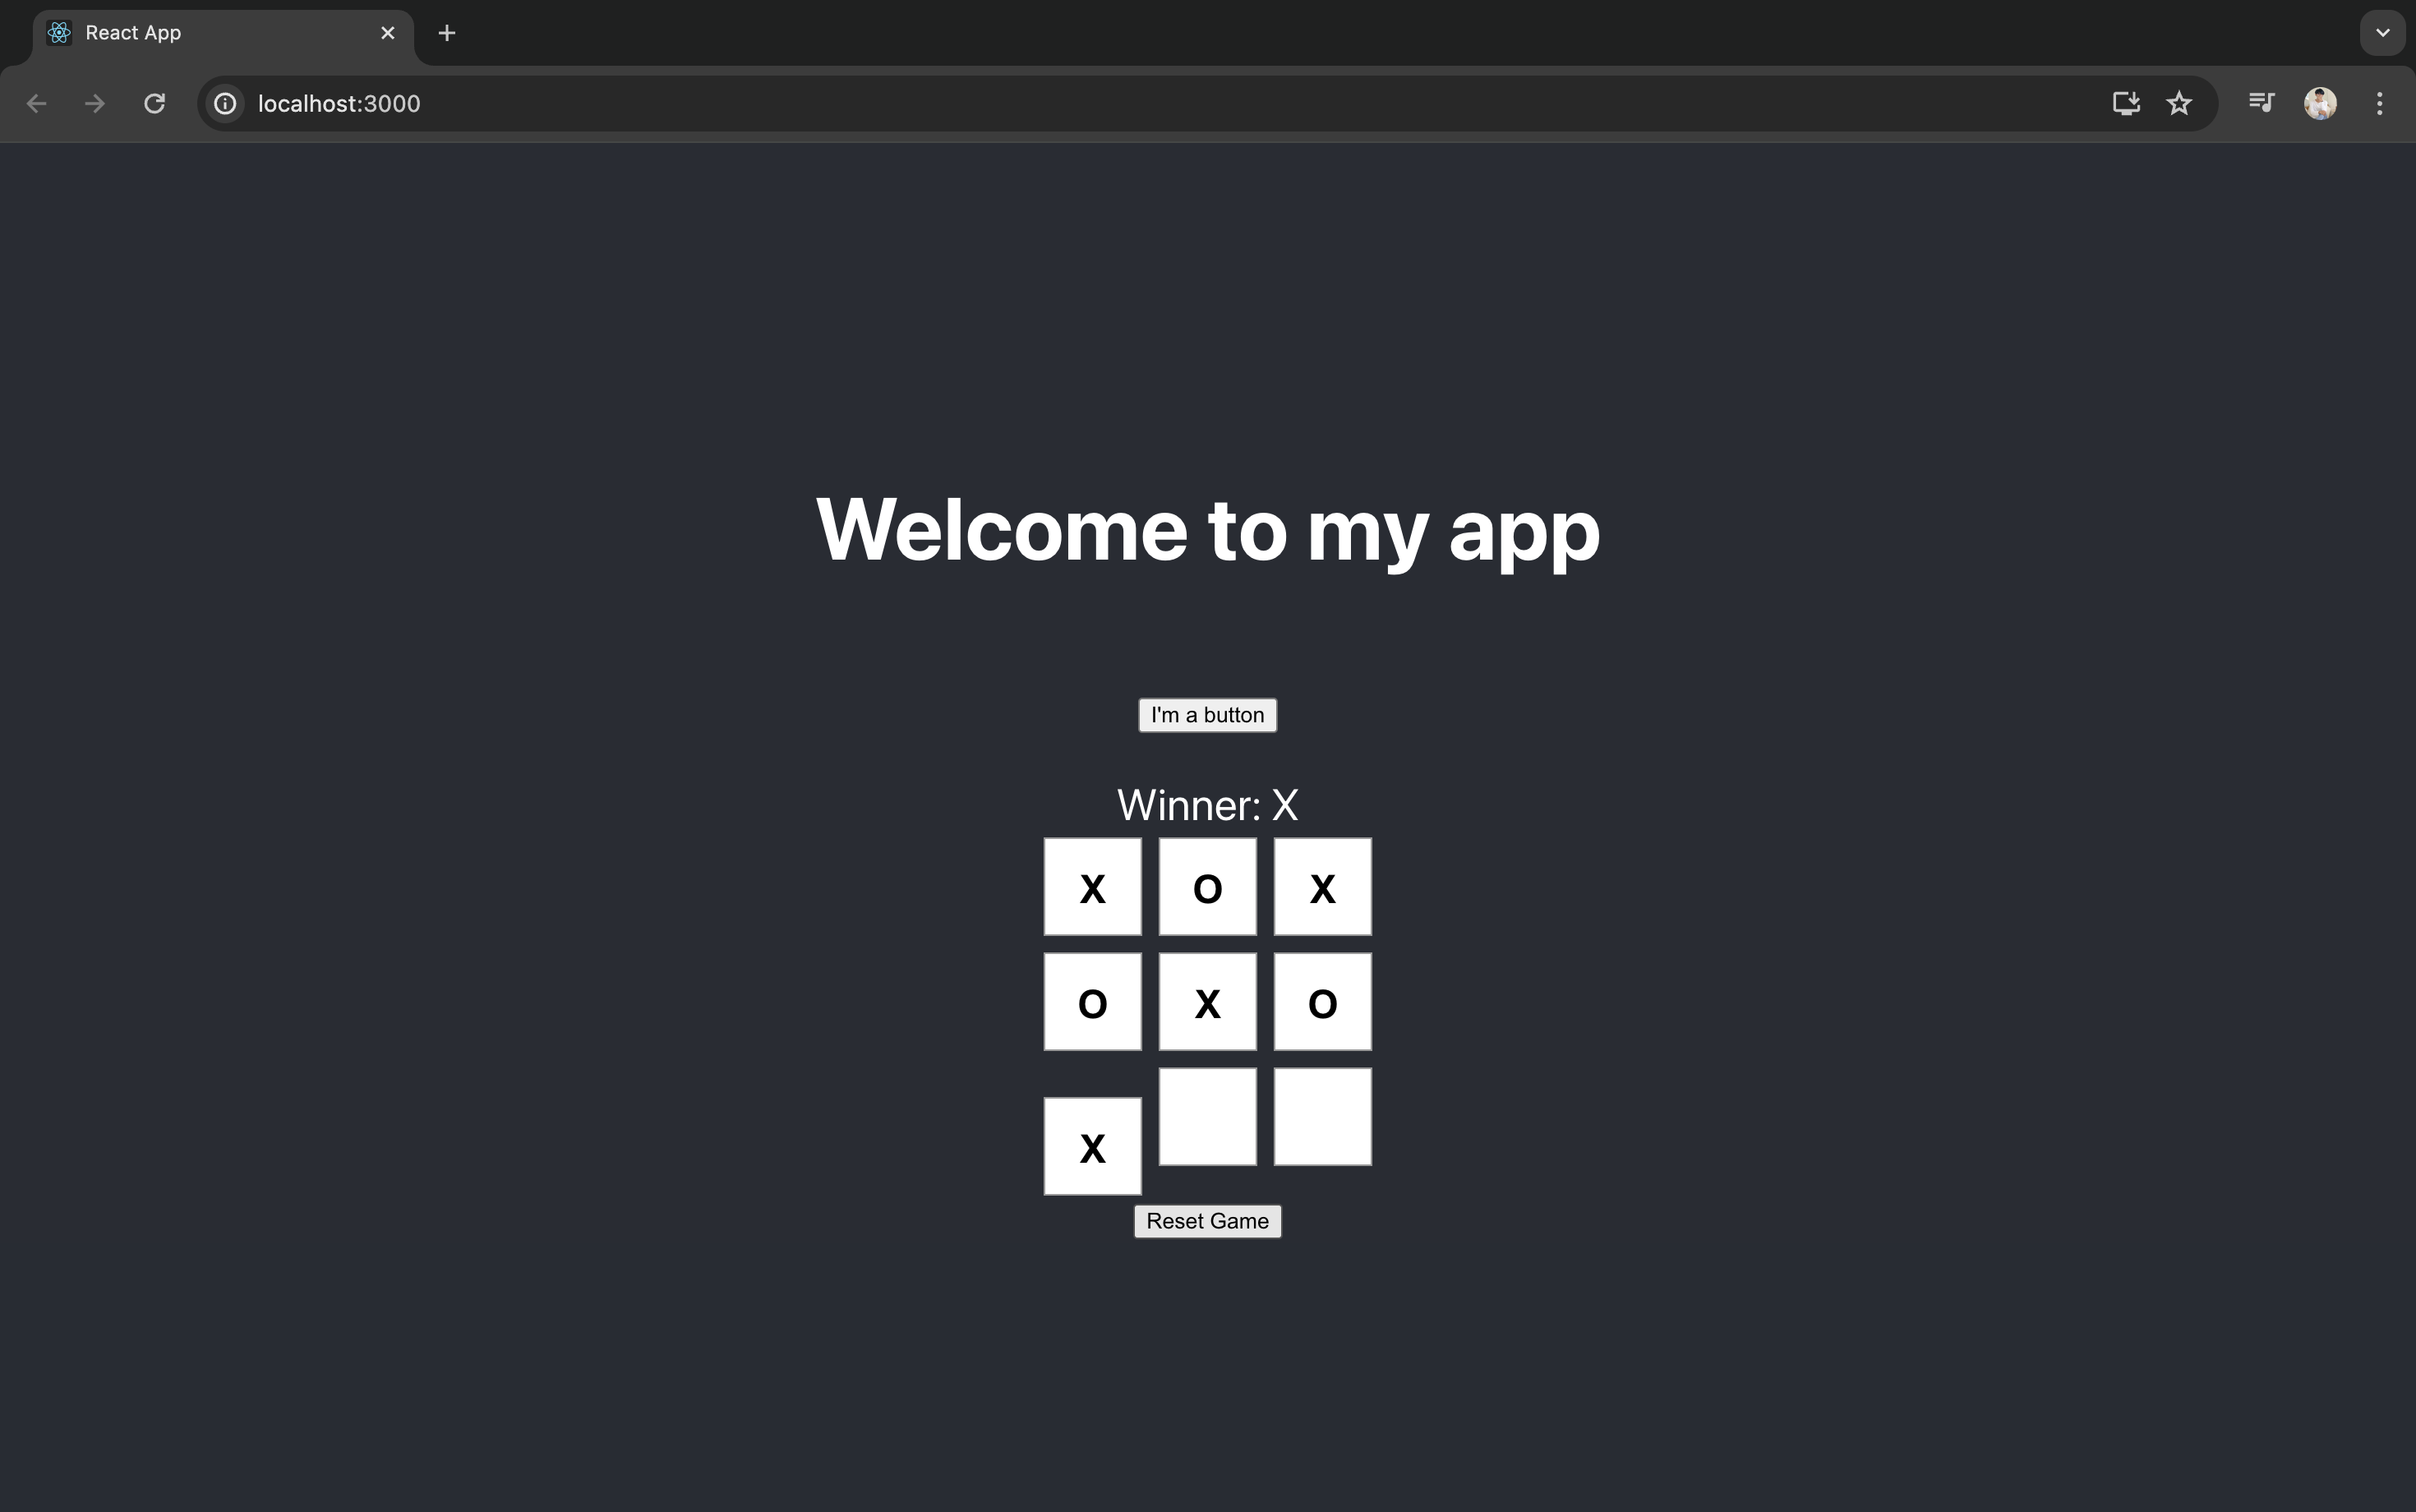 React App
localhost:3000
Welcome to my app
I'm a button
Winner: X
X O X
O X O
X
Reset Game